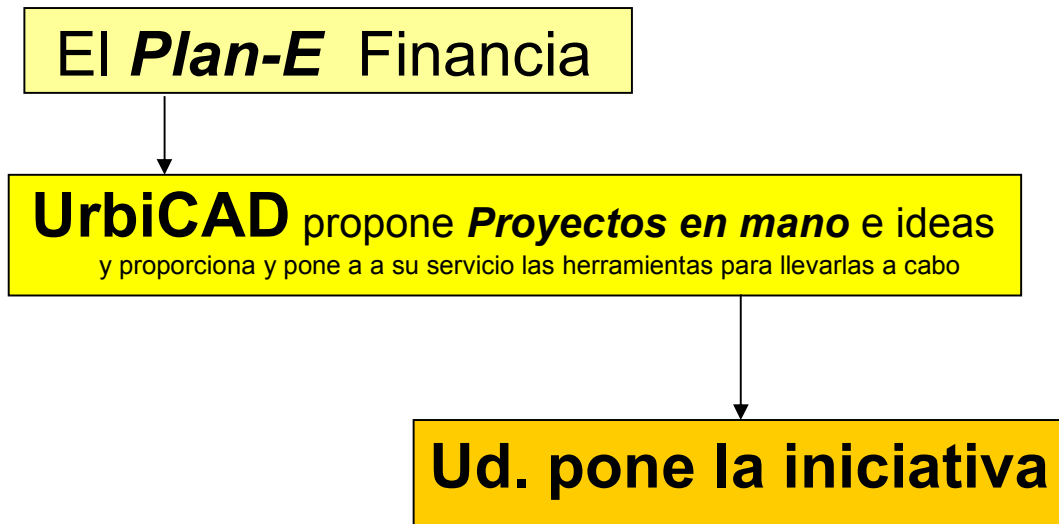 El Plan-E Financia
UrbiCAD propone Proyectos en mano e ideas
y proporciona y pone a a su servicio las herramientas para llevarlas a cabo
Ud. pone la iniciativa